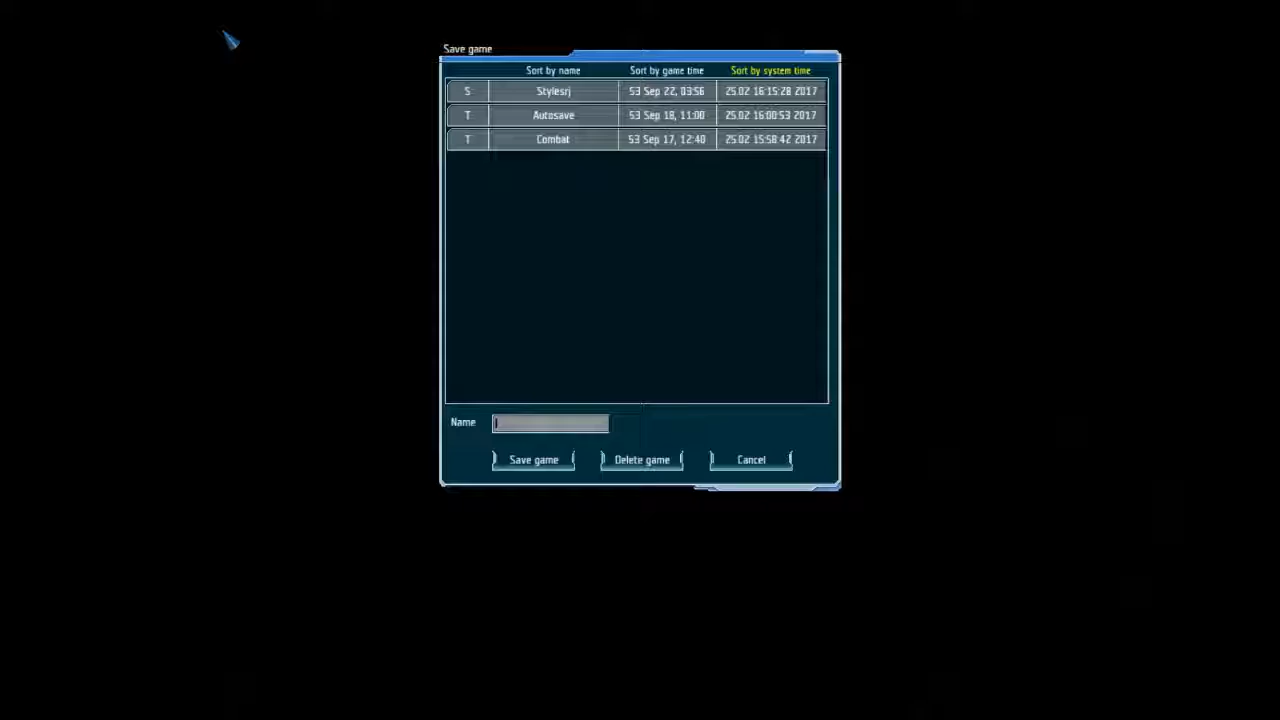 Save game
Sort by name Sort by game time Sort by system time
S Stylesrj 53 Sep 22, 03:56 25.02 16:15:28 2017
T Autosave 53 Sep 18, 11:00 25.02 16:00:53 2017
T Combat 53 Sep 17, 12:40 25.02 15:58:42 2017
Name
Save game Delete game Cancel